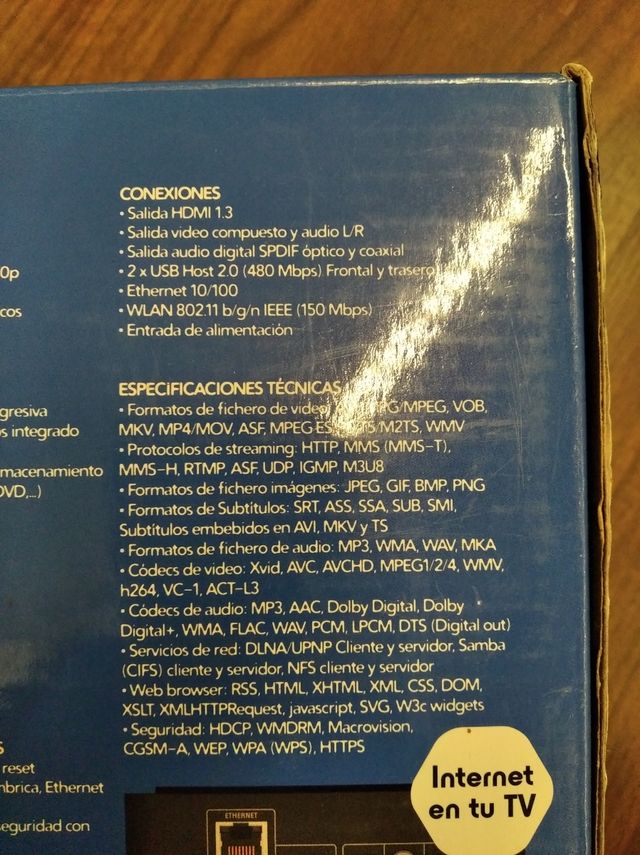 CONEXIONES
• Salida HDMI 1.3
• Salida video compuesto y audio L/R
• Salida audio digital SPDIF óptico y coaxial
• 2 x USB Host 2.0 (480 Mbps) Frontal y trasero
• Ethernet 10/100
• WLAN 802.11 b/g/n IEEE (150 Mbps)
• Entrada de alimentación
0p
cos
gresiva
os integrado
macenamiento
DVD,...)
ESPECIFICACIONES TÉCNICAS
• Formatos de fichero de video MPEG, VOB,
MKV, MP4/MOV, ASF, MPEG M2TS, WMV
• Protocolos de streaming: HTTP, MMS (MMS-T),
MMS-H, RTMP, ASF, UDP, IGMP, M3U8
• Formatos de fichero imágenes: JPEG, GIF, BMP, PNG
• Formatos de Subtítulos: SRT, ASS, SSA, SUB, SMI,
Subtítulos embebidos en AVI, MKV y TS
• Formatos de fichero de audio: MP3, WMA, WAV, MKA
• Códecs de video: Xvid, AVC, AVCHD, MPEG1/2/4, WMV,
h264, VC-1, ACT-L3
• Códecs de audio: MP3, AAC, Dolby Digital, Dolby
Digital+, WMA, FLAC, WAV, PCM, LPCM, DTS (Digital out)
• Servicios de red: DLNA/UPNP Cliente y servidor, Samba
(CIFS) cliente y servidor, NFS cliente y servidor
• Web browser: RSS, HTML, XHTML, XML, CSS, DOM,
XSLT, XMLHTTPRequest, javascript, SVG, W3c widgets
• Seguridad: HDCP, WMDRM, Macrovision,
CGSM-A, WEP, WPA (WPS), HTTPS
S
reset
mbrica, Ethernet
seguridad con
Internet
en tu TV
ETHERNET